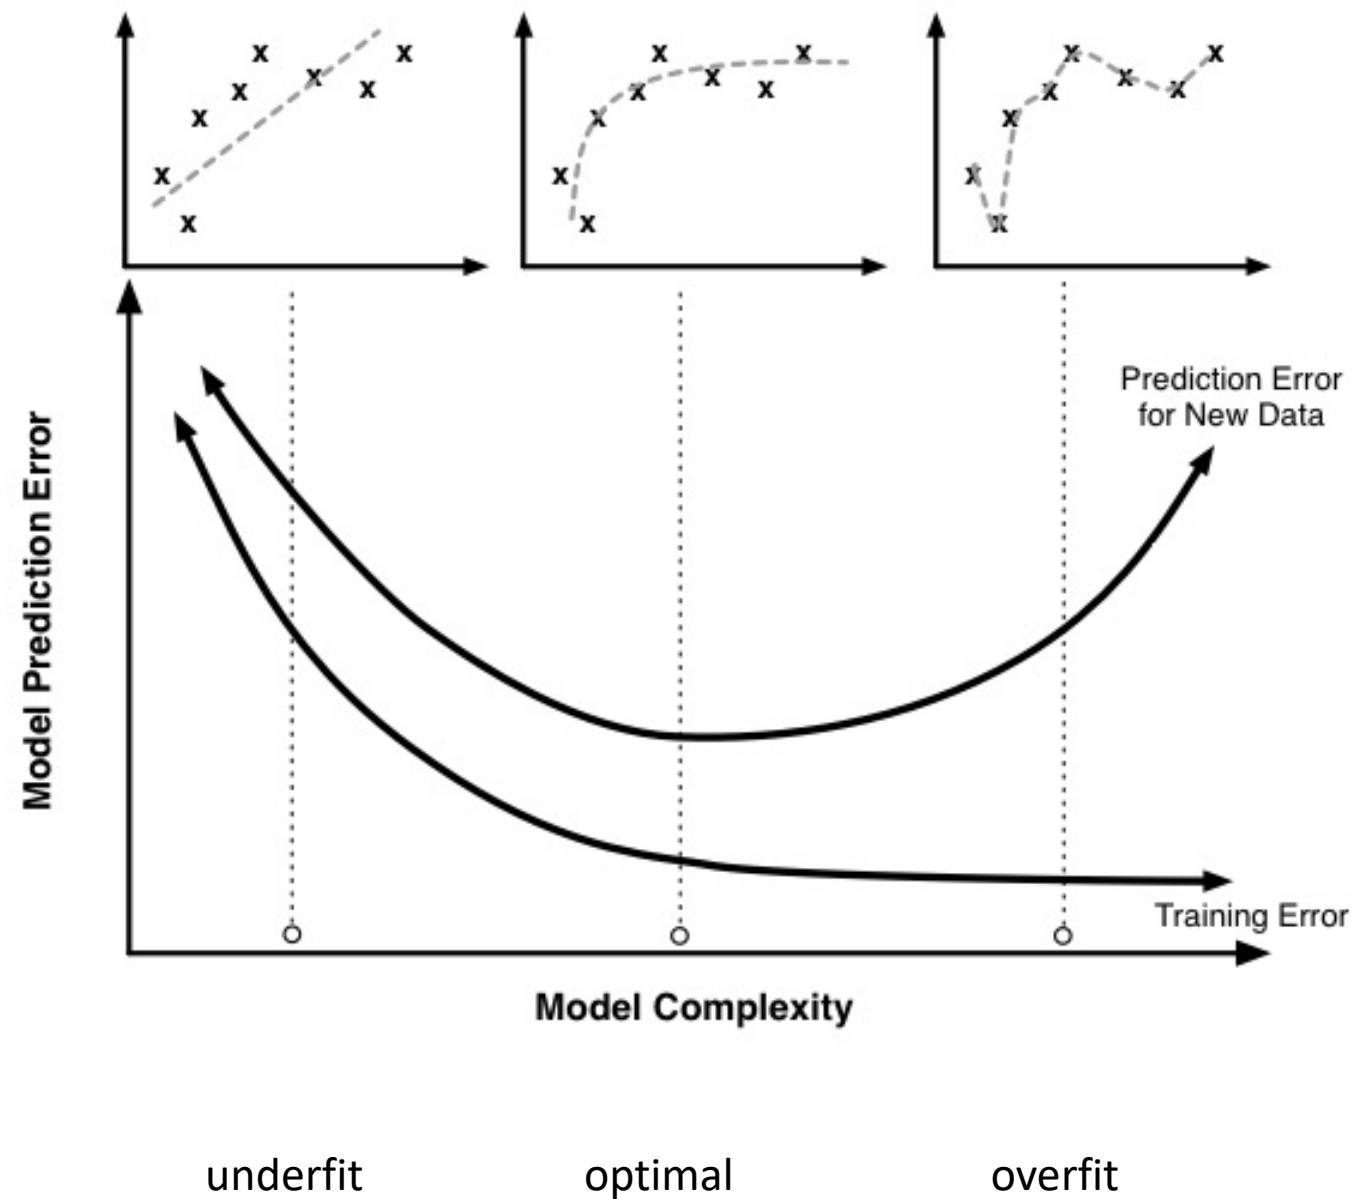 Prediction Error
for New Data
Model Prediction Error
Training Error
Model Complexity
underfit
optimal
overfit